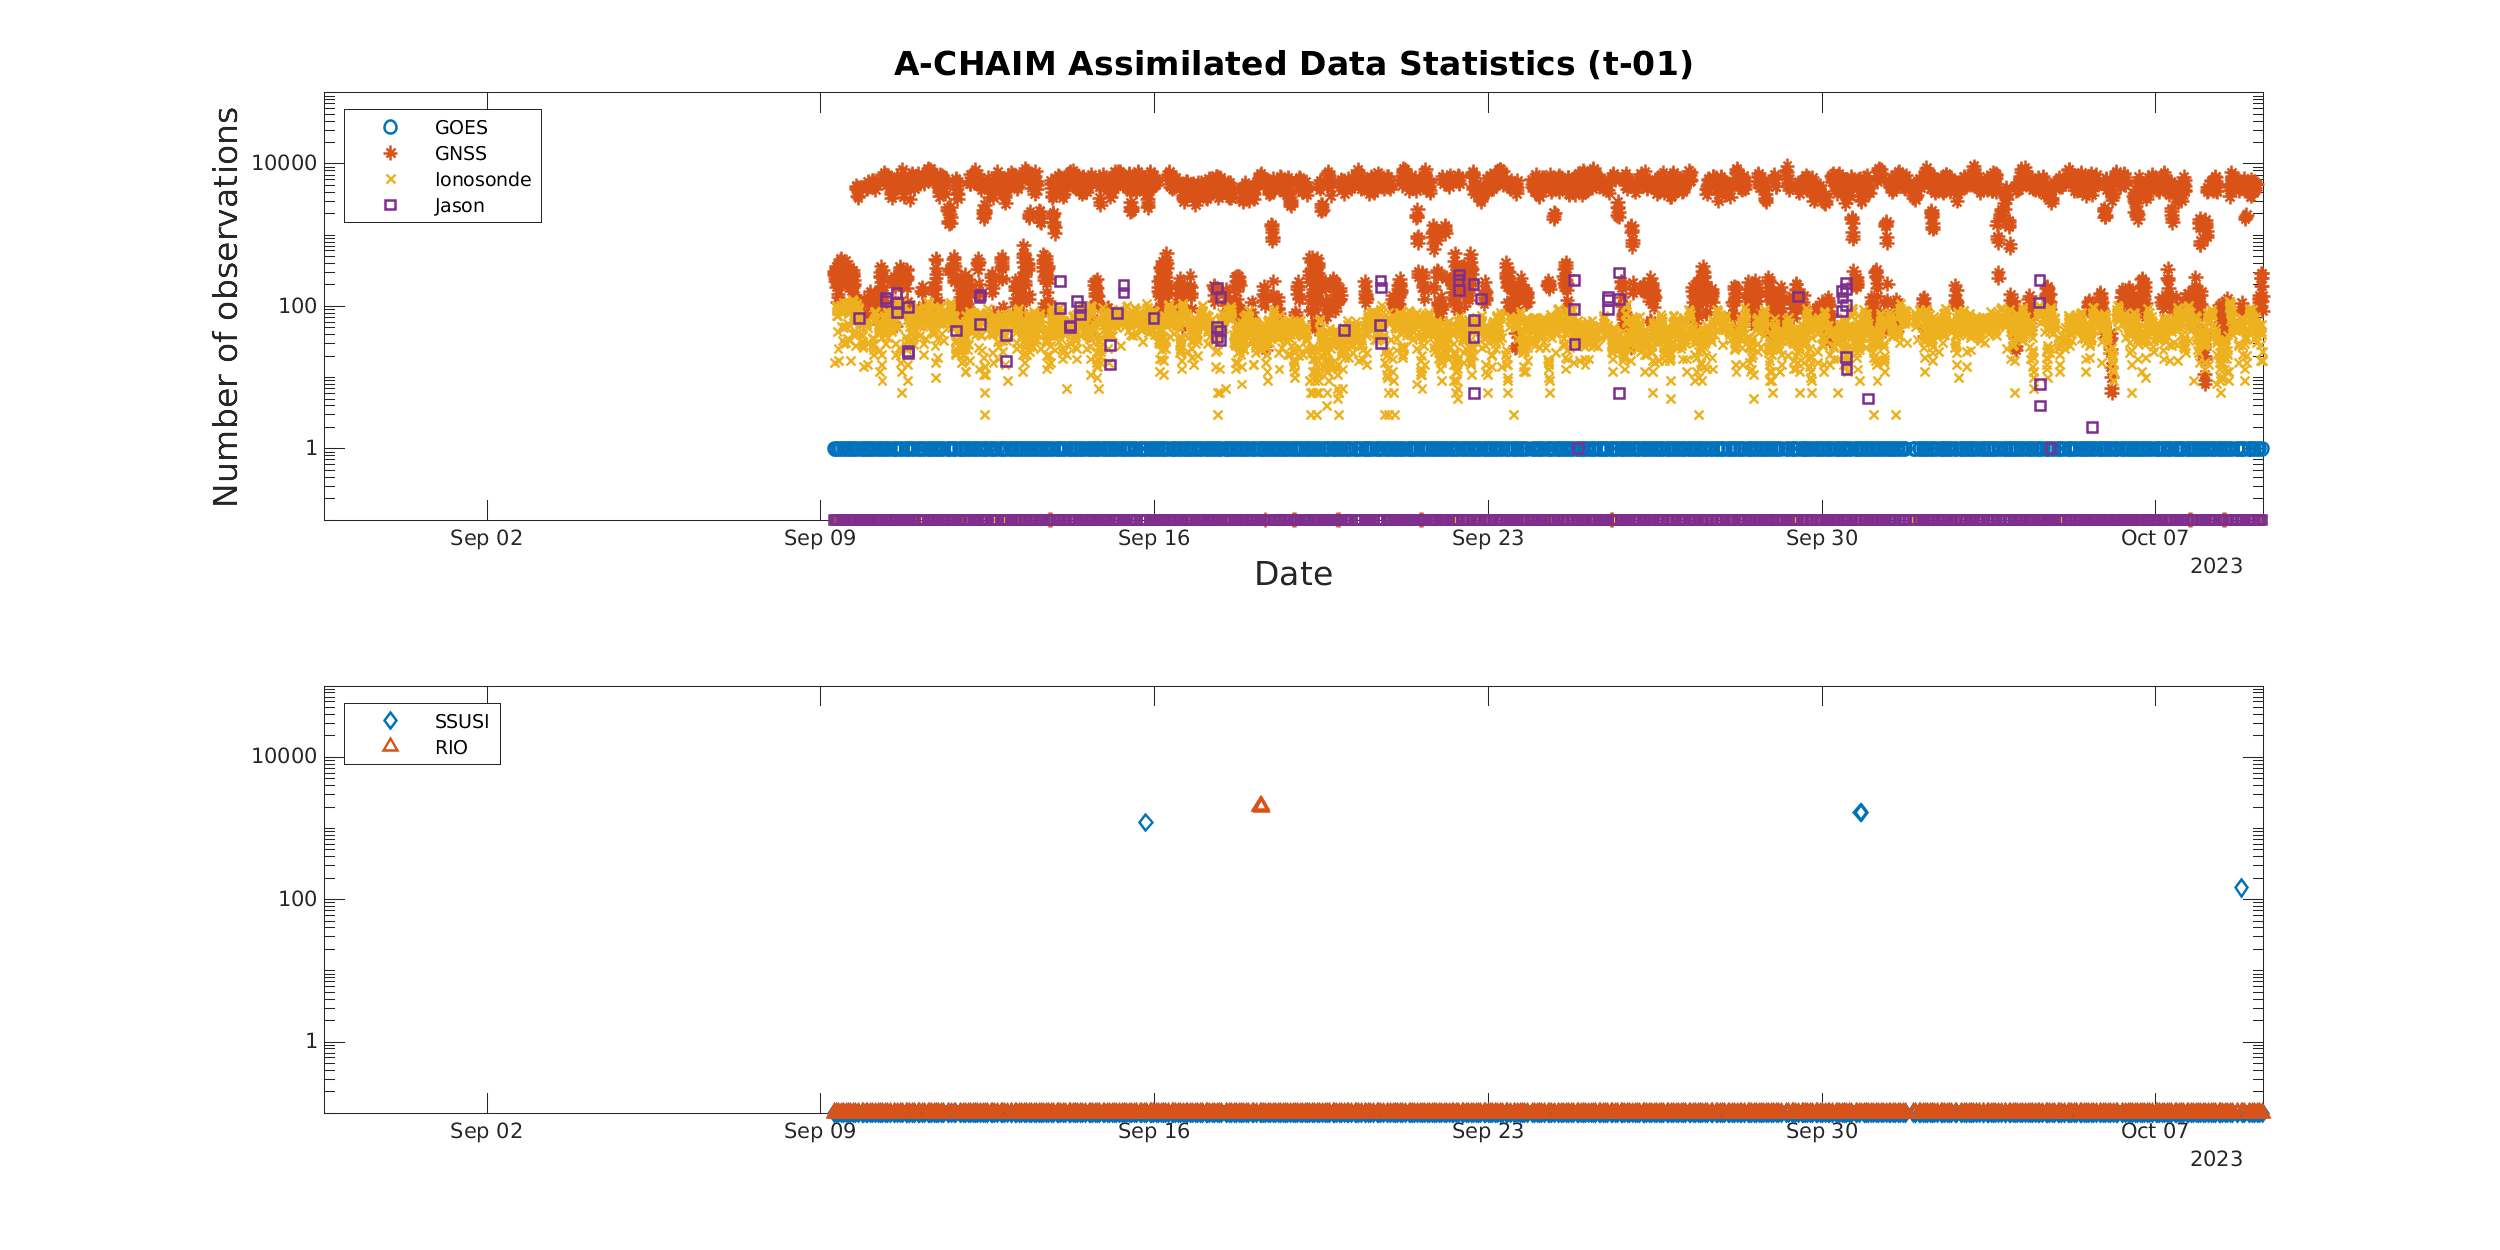 A-CHAIM Assimilated Data Statistics (t-01)
Number of observations
10000
100
1
GOES
GNSS
Ionosonde
Jason
Sep 02
Sep 09
Sep 16
Sep 23
Sep 30
Oct 07
2023
Date
10000
100
1
SSUSI
RIO
Sep 02
Sep 09
Sep 16
Sep 23
Sep 30
Oct 07
2023